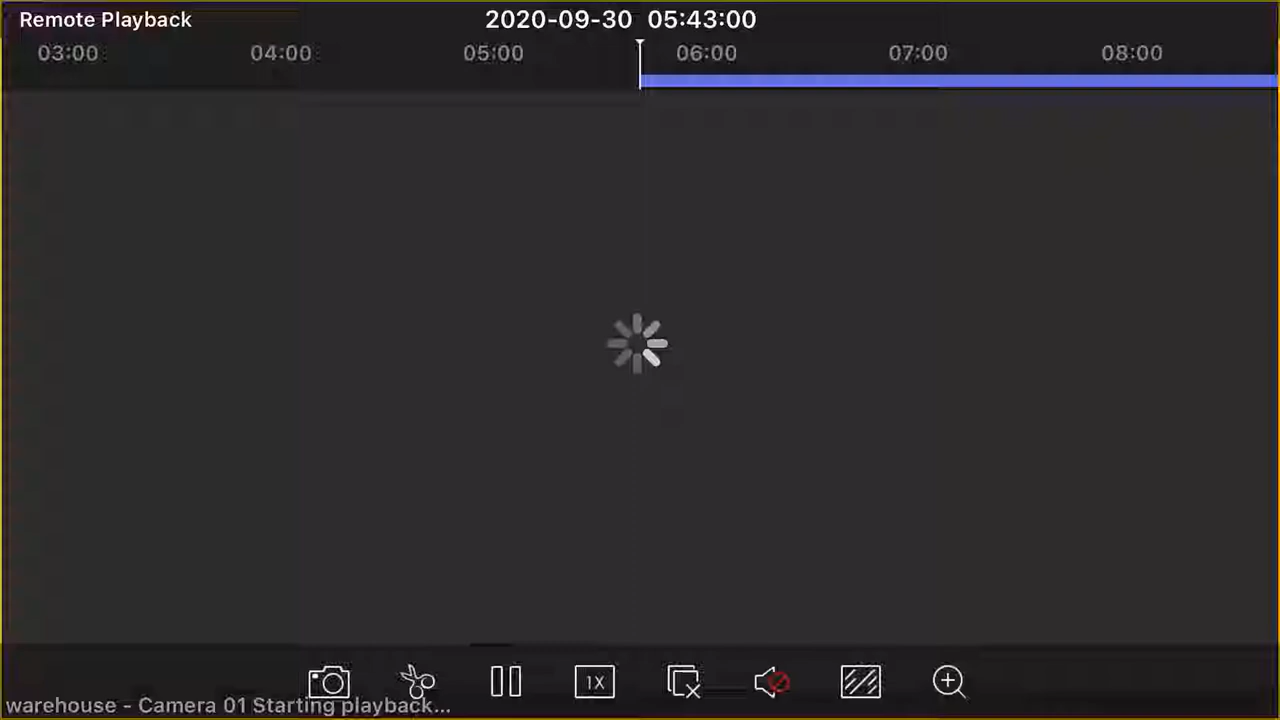 Remote Playback
2020-09-30 05:43:00
03:00 04:00 05:00 06:00 07:00 08:00
1X
warehouse - Camera 01 Starting playback...